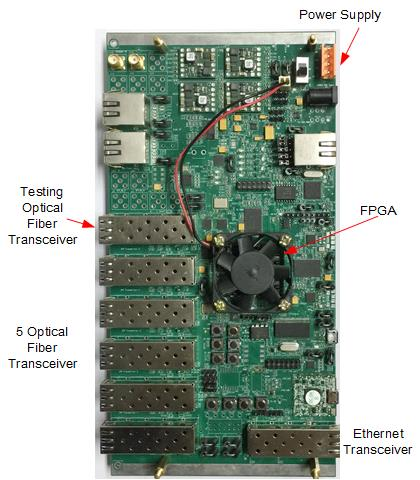 Power Supply
Testing
Optical
Fiber
Transceiver
FPGA
5 Optical
Fiber
Transceiver
Ethernet
Transceiver